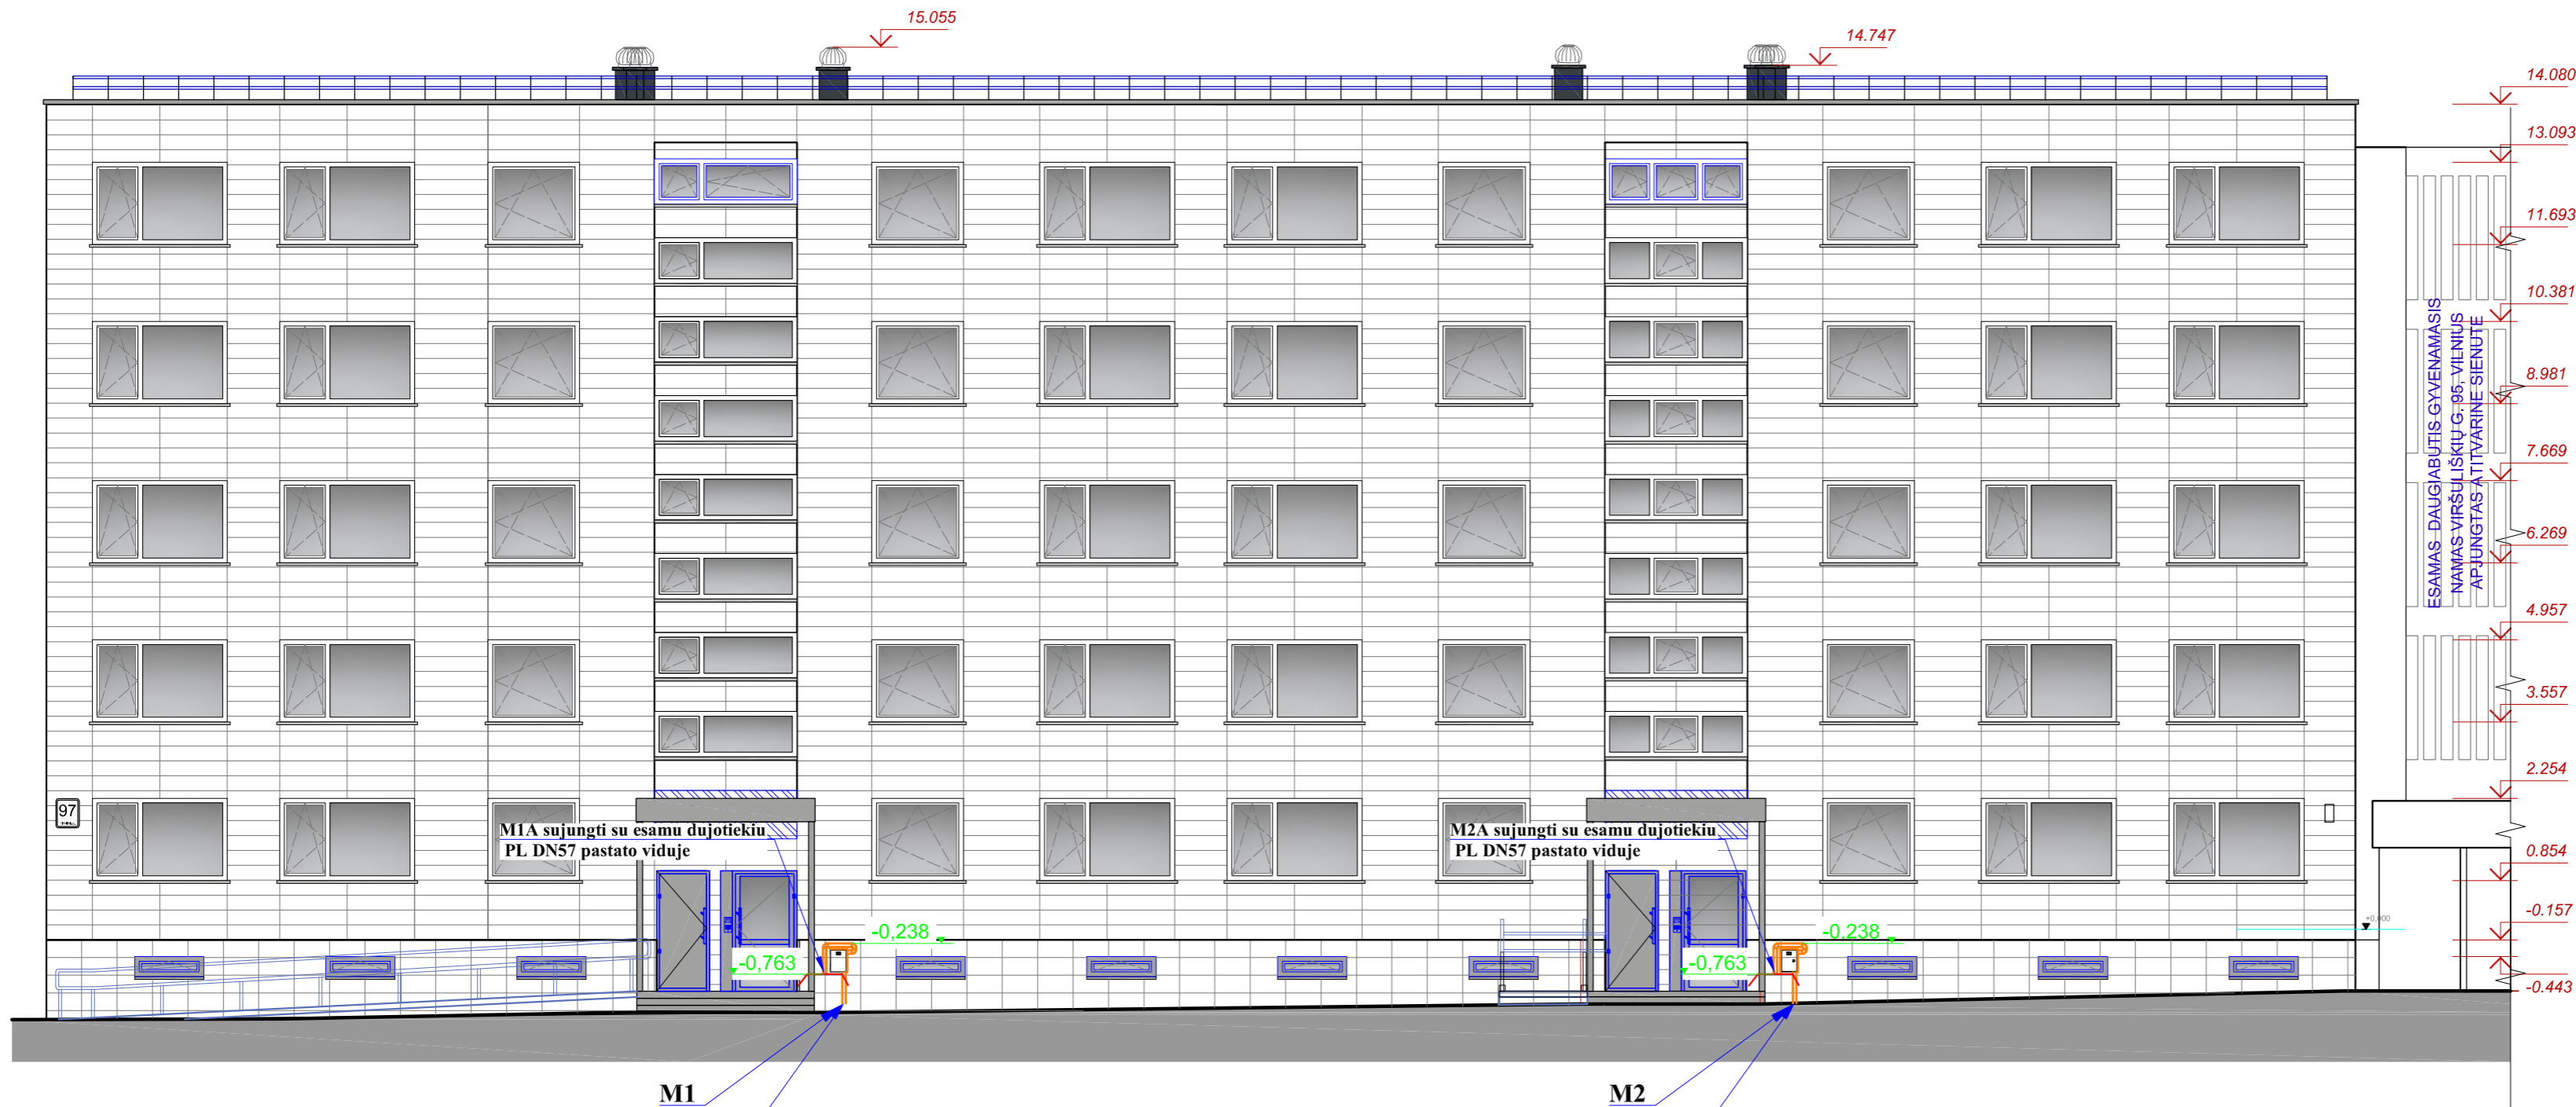 15.055
14.747
14.080
13.093
11.693
10.381
8.981
7.669
6.269
4.957
3.557
2.254
0.854
-0.157
-0.443
ESAMAS DAUGIABUTIS GYVENAMASIS
NAMAS VIRŠULIŠKIŲ G. 95, VILNIUS
APJUNGTAS ATITVARINE SIENUTE
97
M1A sujungti su esamu dujotiekiu
PL DN57 pastato viduje
M2A sujungti su esamu dujotiekiu
PL DN57 pastato viduje
-0,238
-0,763
-0,238
-0,763
+0,000
M1
M2